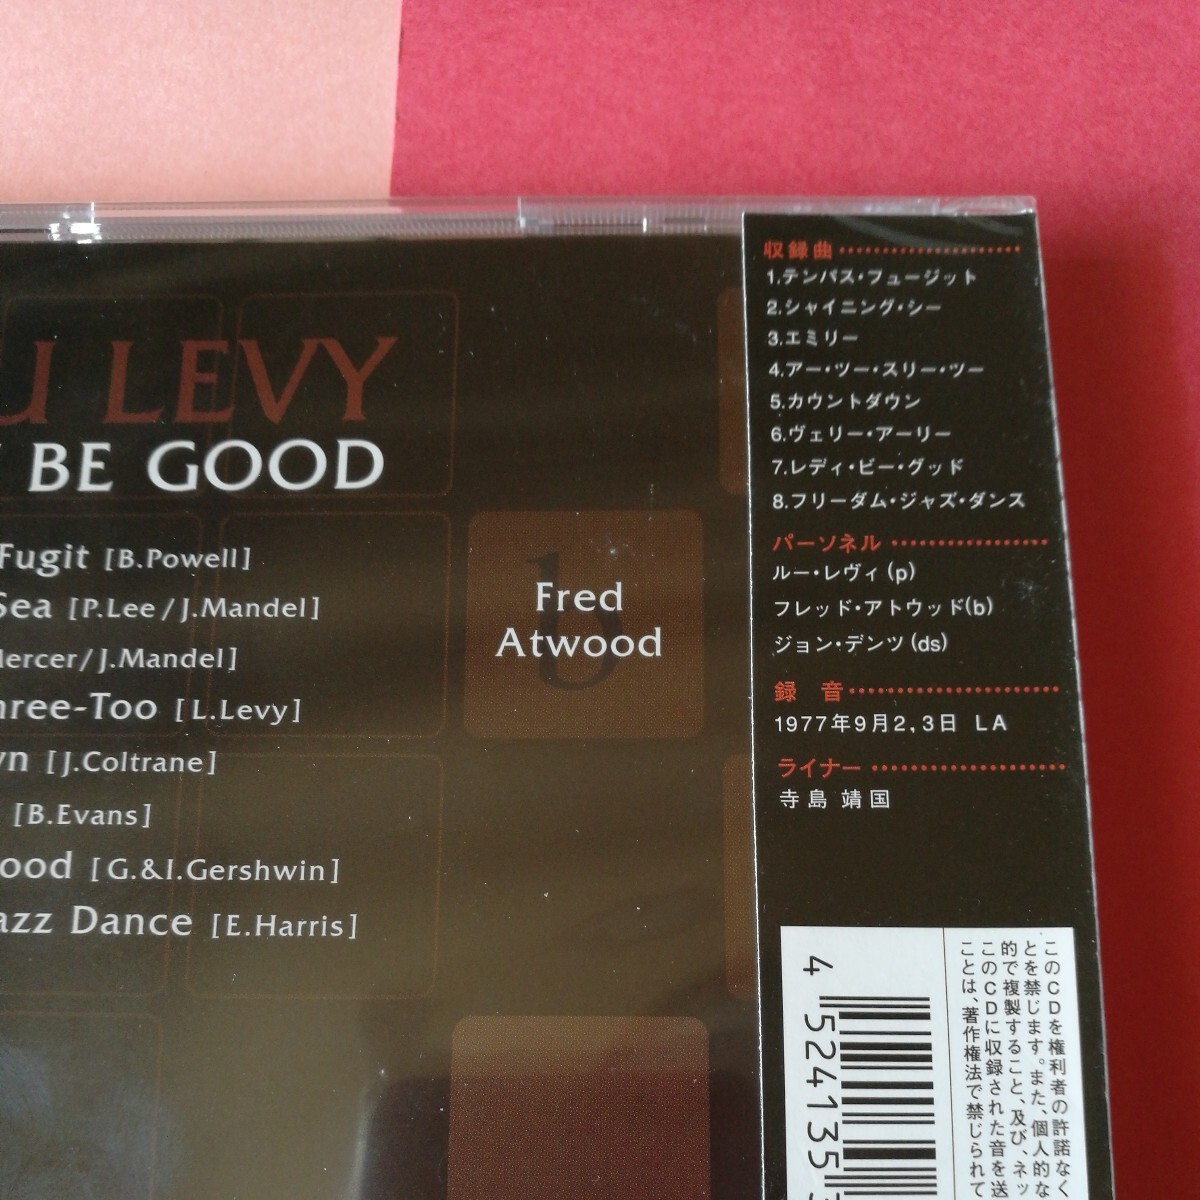 U LEVY
BE GOOD
Fugit [B.Powell]
Sea [P.Lee/J.Mandel]
Mercer/J.Mandel]
hree-Too [L.Levy]
wn [J.Coltrane]
[B.Evans]
ood [G.&I.Gershwin]
azz Dance [E.Harris]
b
Fred
Atwood
収録曲
1.テンパス・フュージット
2.シャイニング・シー
3.エミリー
4.アー・ツー・スリー・ツー
5.カウントダウン
6.ヴェリー・アーリー
7.レディ・ビー・グッド
8.フリーダム・ジャズ・ダンス
パーソネル
ルー・レヴィ(p)
フレッド・アトウッド(b)
ジョン・デンツ(ds)
録 音
1977年9月2,3日 LA
ライナー
寺島 靖国
4 524135
このCDを権利者の許諾なく
とを禁じます。また、個人的な
的で複製すること、及び、ネッ
このCDに収録された音を送
ことは、著作権法で禁じられて